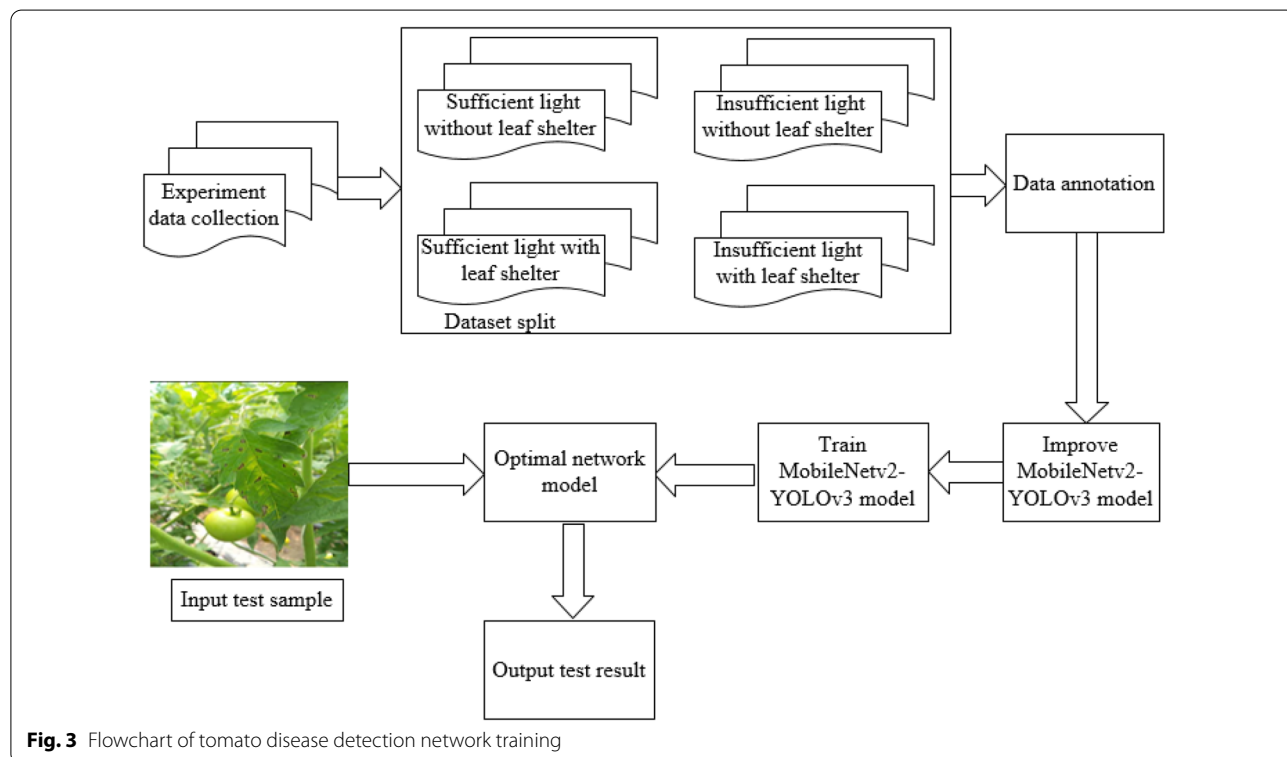 Sufficient light
without leaf shelter
Insufficient light
without leaf shelter
Experiment
data collection
Data annotation
Sufficient light with
leaf shelter
Insufficient light
with leaf shelter
Dataset split
Optimal network
model
Train
MobileNetv2-
YOLOv3 model
Improve
MobileNetv2-
YOLOv3 model
Input test sample
Output test result
Fig. 3 Flowchart of tomato disease detection network training